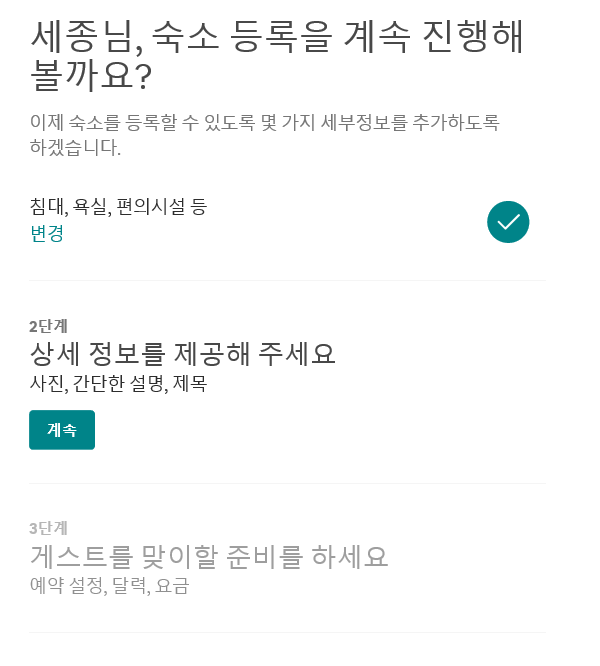 세종님, 숙소 등록을 계속 진행해
볼까요?
이제 숙소를 등록할 수 있도록 몇 가지 세부정보를 추가하도록
하겠습니다.
침대, 욕실, 편의시설 등
변경
2단계
상세 정보를 제공해 주세요
사진, 간단한 설명, 제목
계속
3단계
게스트를 맞이할 준비를 하세요
예약 설정, 달력, 요금